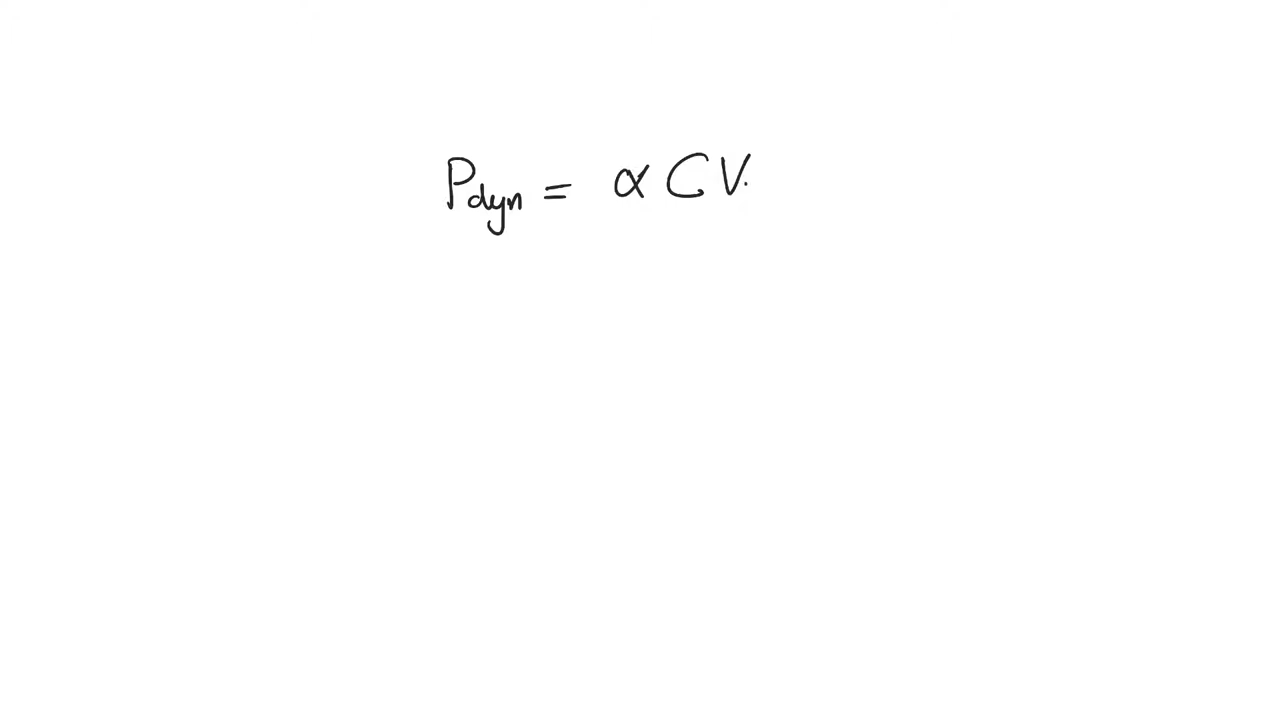 Pdyn = α C V